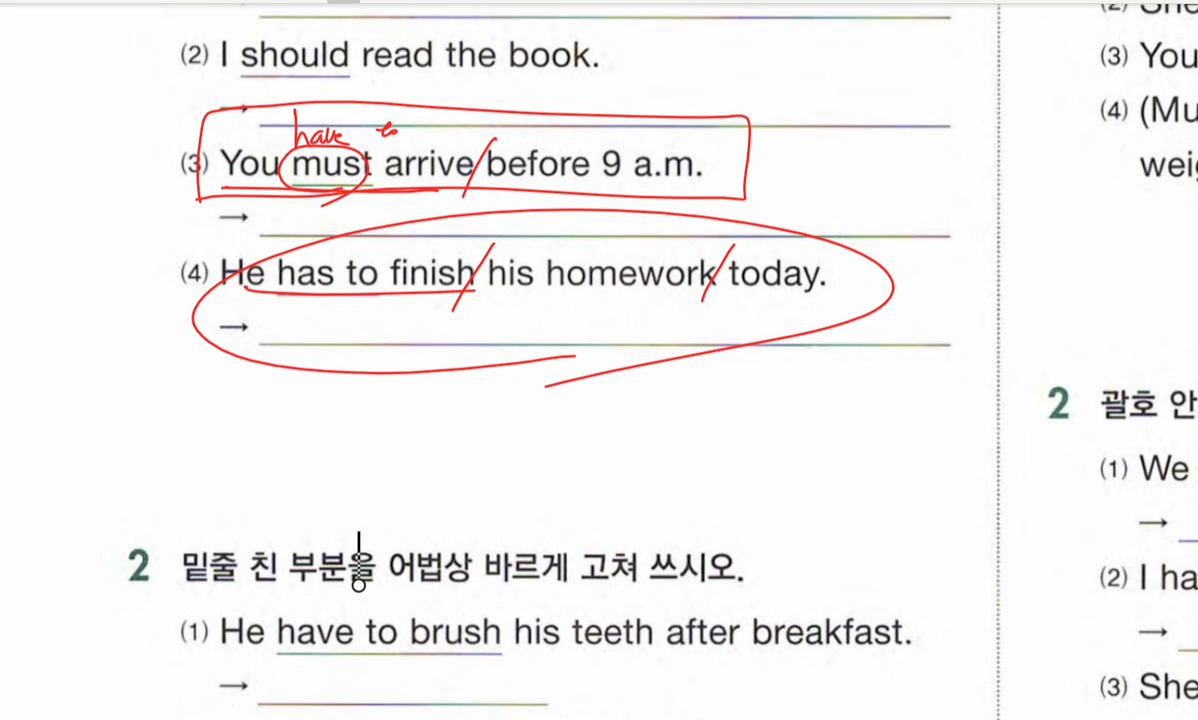 (2) I should read the book.
→
have to
(3) You must arrive before 9 a.m.
→
(4) He has to finish his homework today.
→
2 밑줄 친 부분을 어법상 바르게 고쳐 쓰시오.
(1) He have to brush his teeth after breakfast.
→
(2) She
(3) You
(4) (Mu
weig
2 괄호 안
(1) We
→
(2) I ha
→
(3) She